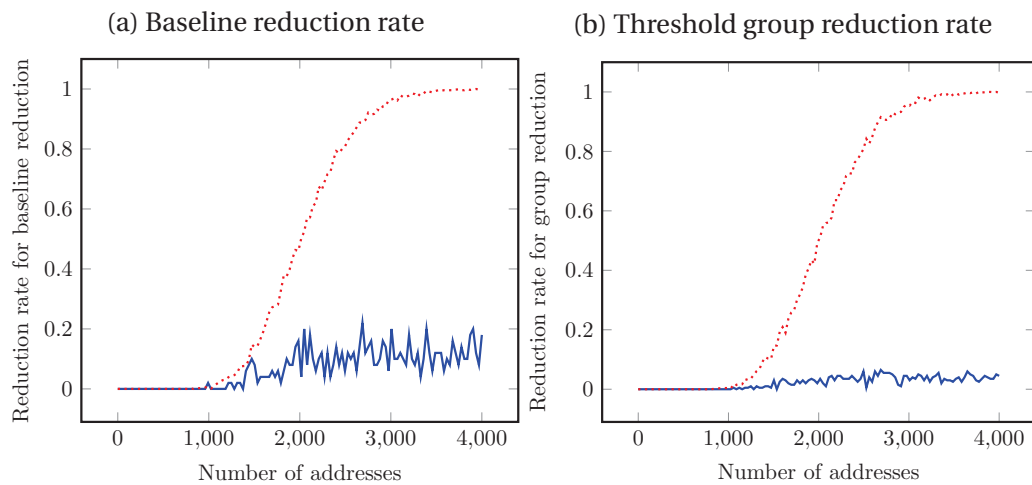 (a) Baseline reduction rate
Reduction rate for baseline reduction
1
0.8
0.6
0.4
0.2
0
0 1,000 2,000 3,000 4,000
Number of addresses
(b) Threshold group reduction rate
Reduction rate for group reduction
1
0.8
0.6
0.4
0.2
0
0 1,000 2,000 3,000 4,000
Number of addresses